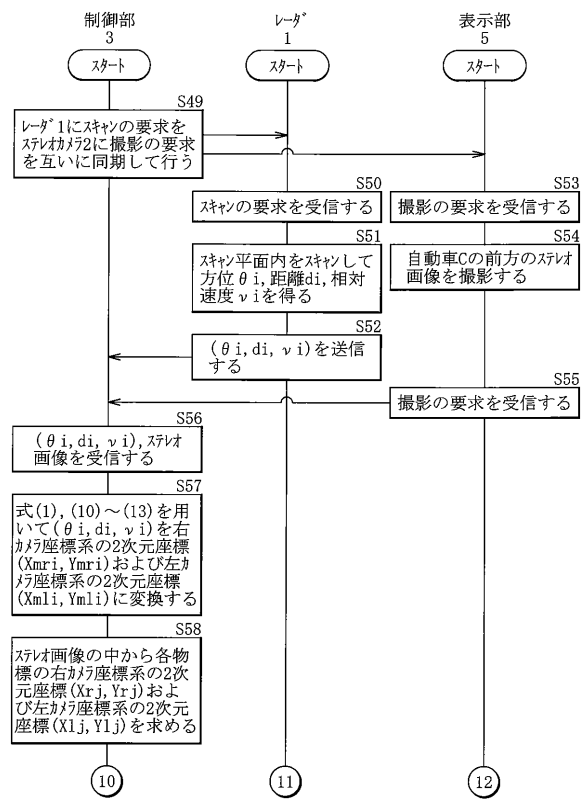 制御部
3
ﾚｰﾀﾞ
1
表示部
5
ｽﾀｰﾄ
ｽﾀｰﾄ
ｽﾀｰﾄ
S49
ﾚｰﾀﾞ1にｽｷｬﾝの要求を
ｽﾃﾚｵｶﾒﾗ2に撮影の要求
を互いに同期して行う
S50
ｽｷｬﾝの要求を受信する
S53
撮影の要求を受信する
S51
ｽｷｬﾝ平面内をｽｷｬﾝして
方位θi,距離di,相対
速度νiを得る
S54
自動車Cの前方のｽﾃﾚｵ
画像を撮影する
S52
(θi,di,νi)を送信
する
S55
撮影の要求を受信する
S56
(θi,di,νi),ｽﾃﾚｵ
画像を受信する
S57
式(1),(10)～(13)を用
いて(θi,di,νi)を右
ｶﾒﾗ座標系の2次元座標
(Xmri,Ymri)および左ｶ
ﾒﾗ座標系の2次元座標
(Xmli,Ymli)に変換する
S58
ｽﾃﾚｵ画像の中から各物
標の右ｶﾒﾗ座標系の2次
元座標(Xrj,Yrj)およ
び左ｶﾒﾗ座標系の2次元
座標(Xlj,Ylj)を求める
10
11
12